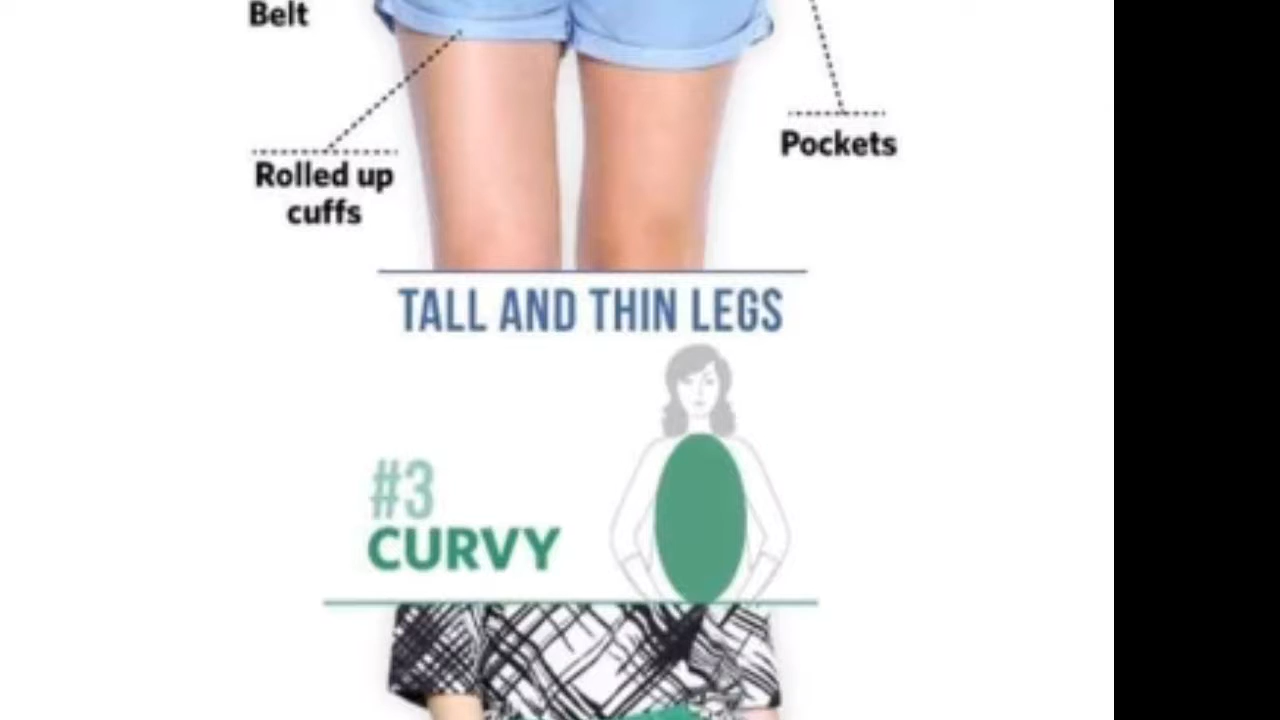 Belt
Pockets
Rolled up
cuffs
TALL AND THIN LEGS
#3
CURVY